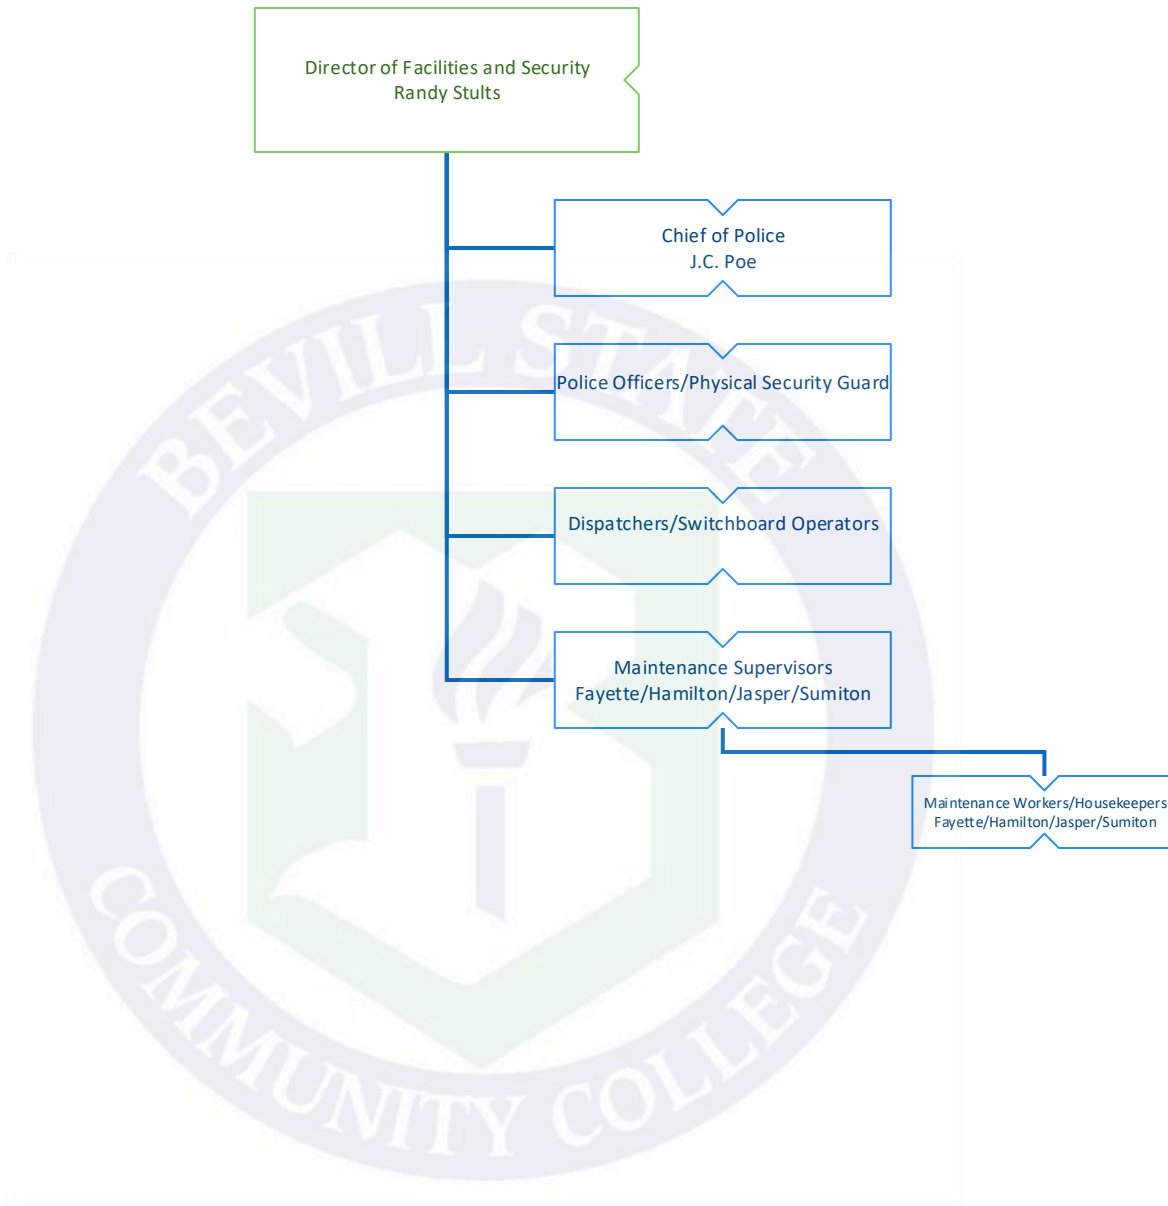 Director of Facilities and Security
Randy Stults
Chief of Police
J.C. Poe
Police Officers/Physical Security Guard
Dispatchers/Switchboard Operators
Maintenance Supervisors
Fayette/Hamilton/Jasper/Sumiton
Maintenance Workers/Housekeepers
Fayette/Hamilton/Jasper/Sumiton
BEVILL STATE
COMMUNITY COLLEGE